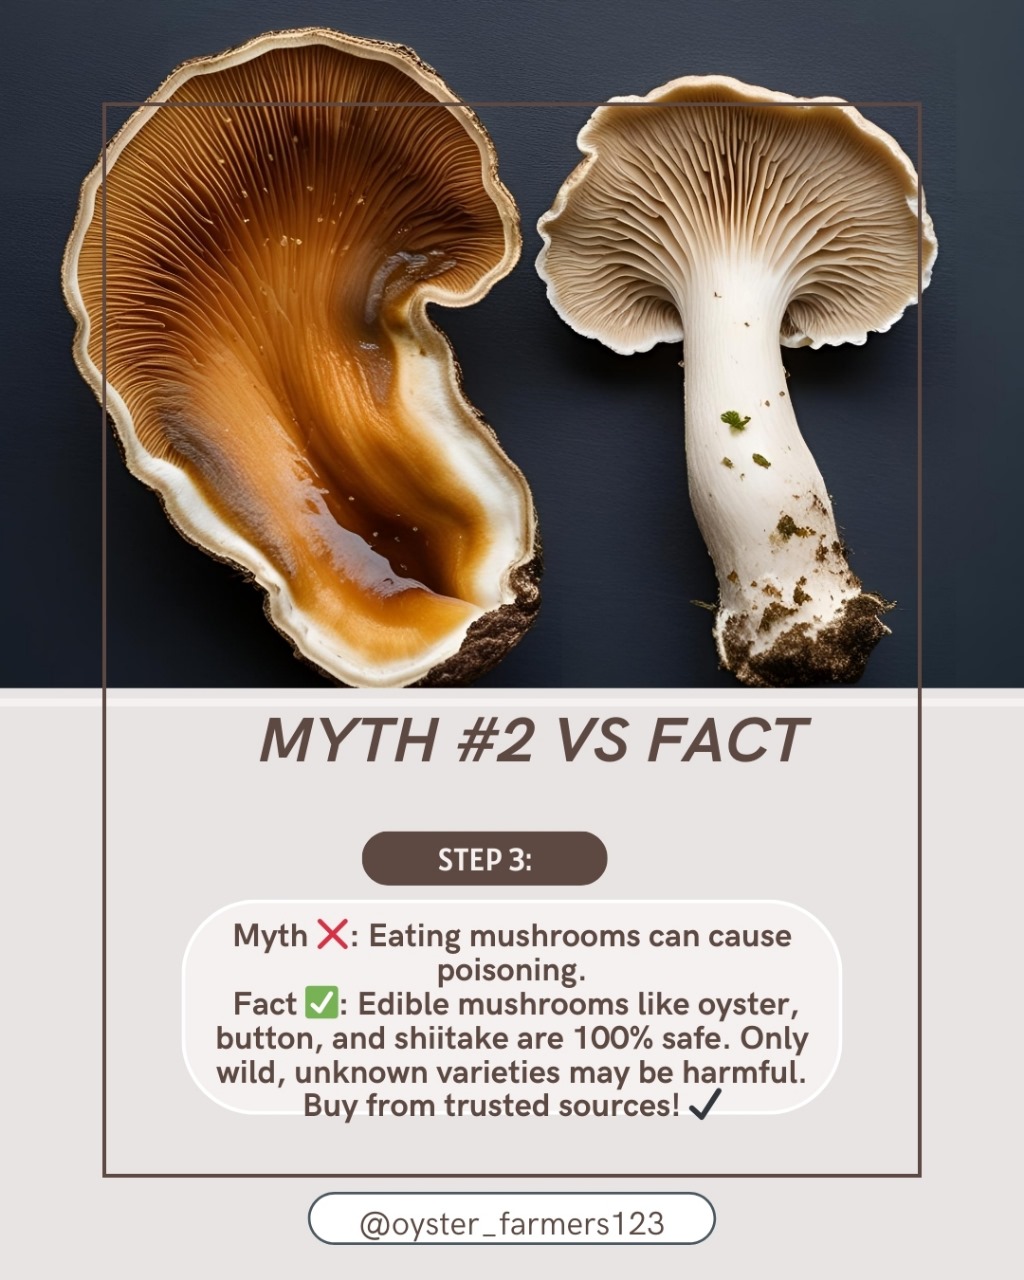 MYTH #2 VS FACT
STEP 3:
Myth ❌: Eating mushrooms can cause
poisoning.
Fact ✅: Edible mushrooms like oyster,
button, and shiitake are 100% safe. Only
wild, unknown varieties may be harmful.
Buy from trusted sources! ✔
@oyster_farmers123